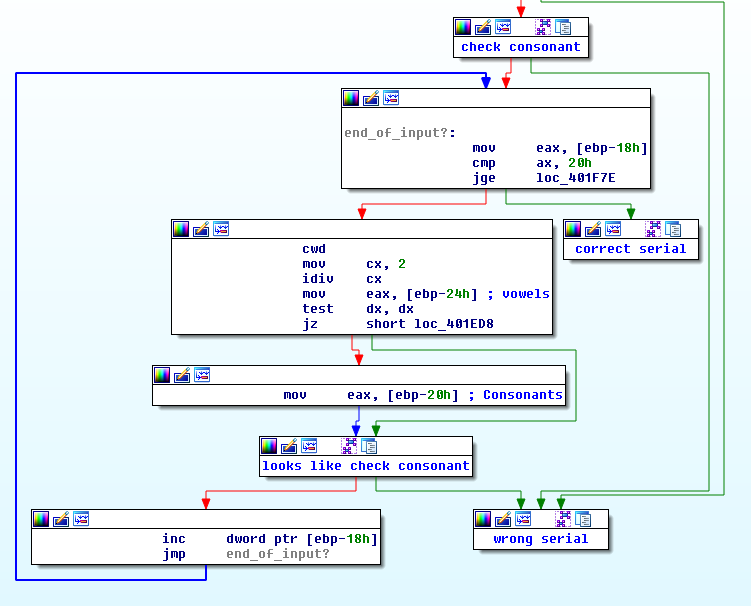 check consonant
end_of_input?:
mov eax, [ebp-18h]
cmp ax, 20h
jge loc_401F7E
cwd
mov cx, 2
idiv cx
mov eax, [ebp-24h] ; vowels
test dx, dx
jz short loc_401ED8
correct serial
mov eax, [ebp-20h] ; Consonants
looks like check consonant
inc dword ptr [ebp-18h]
jmp end_of_input?
wrong serial